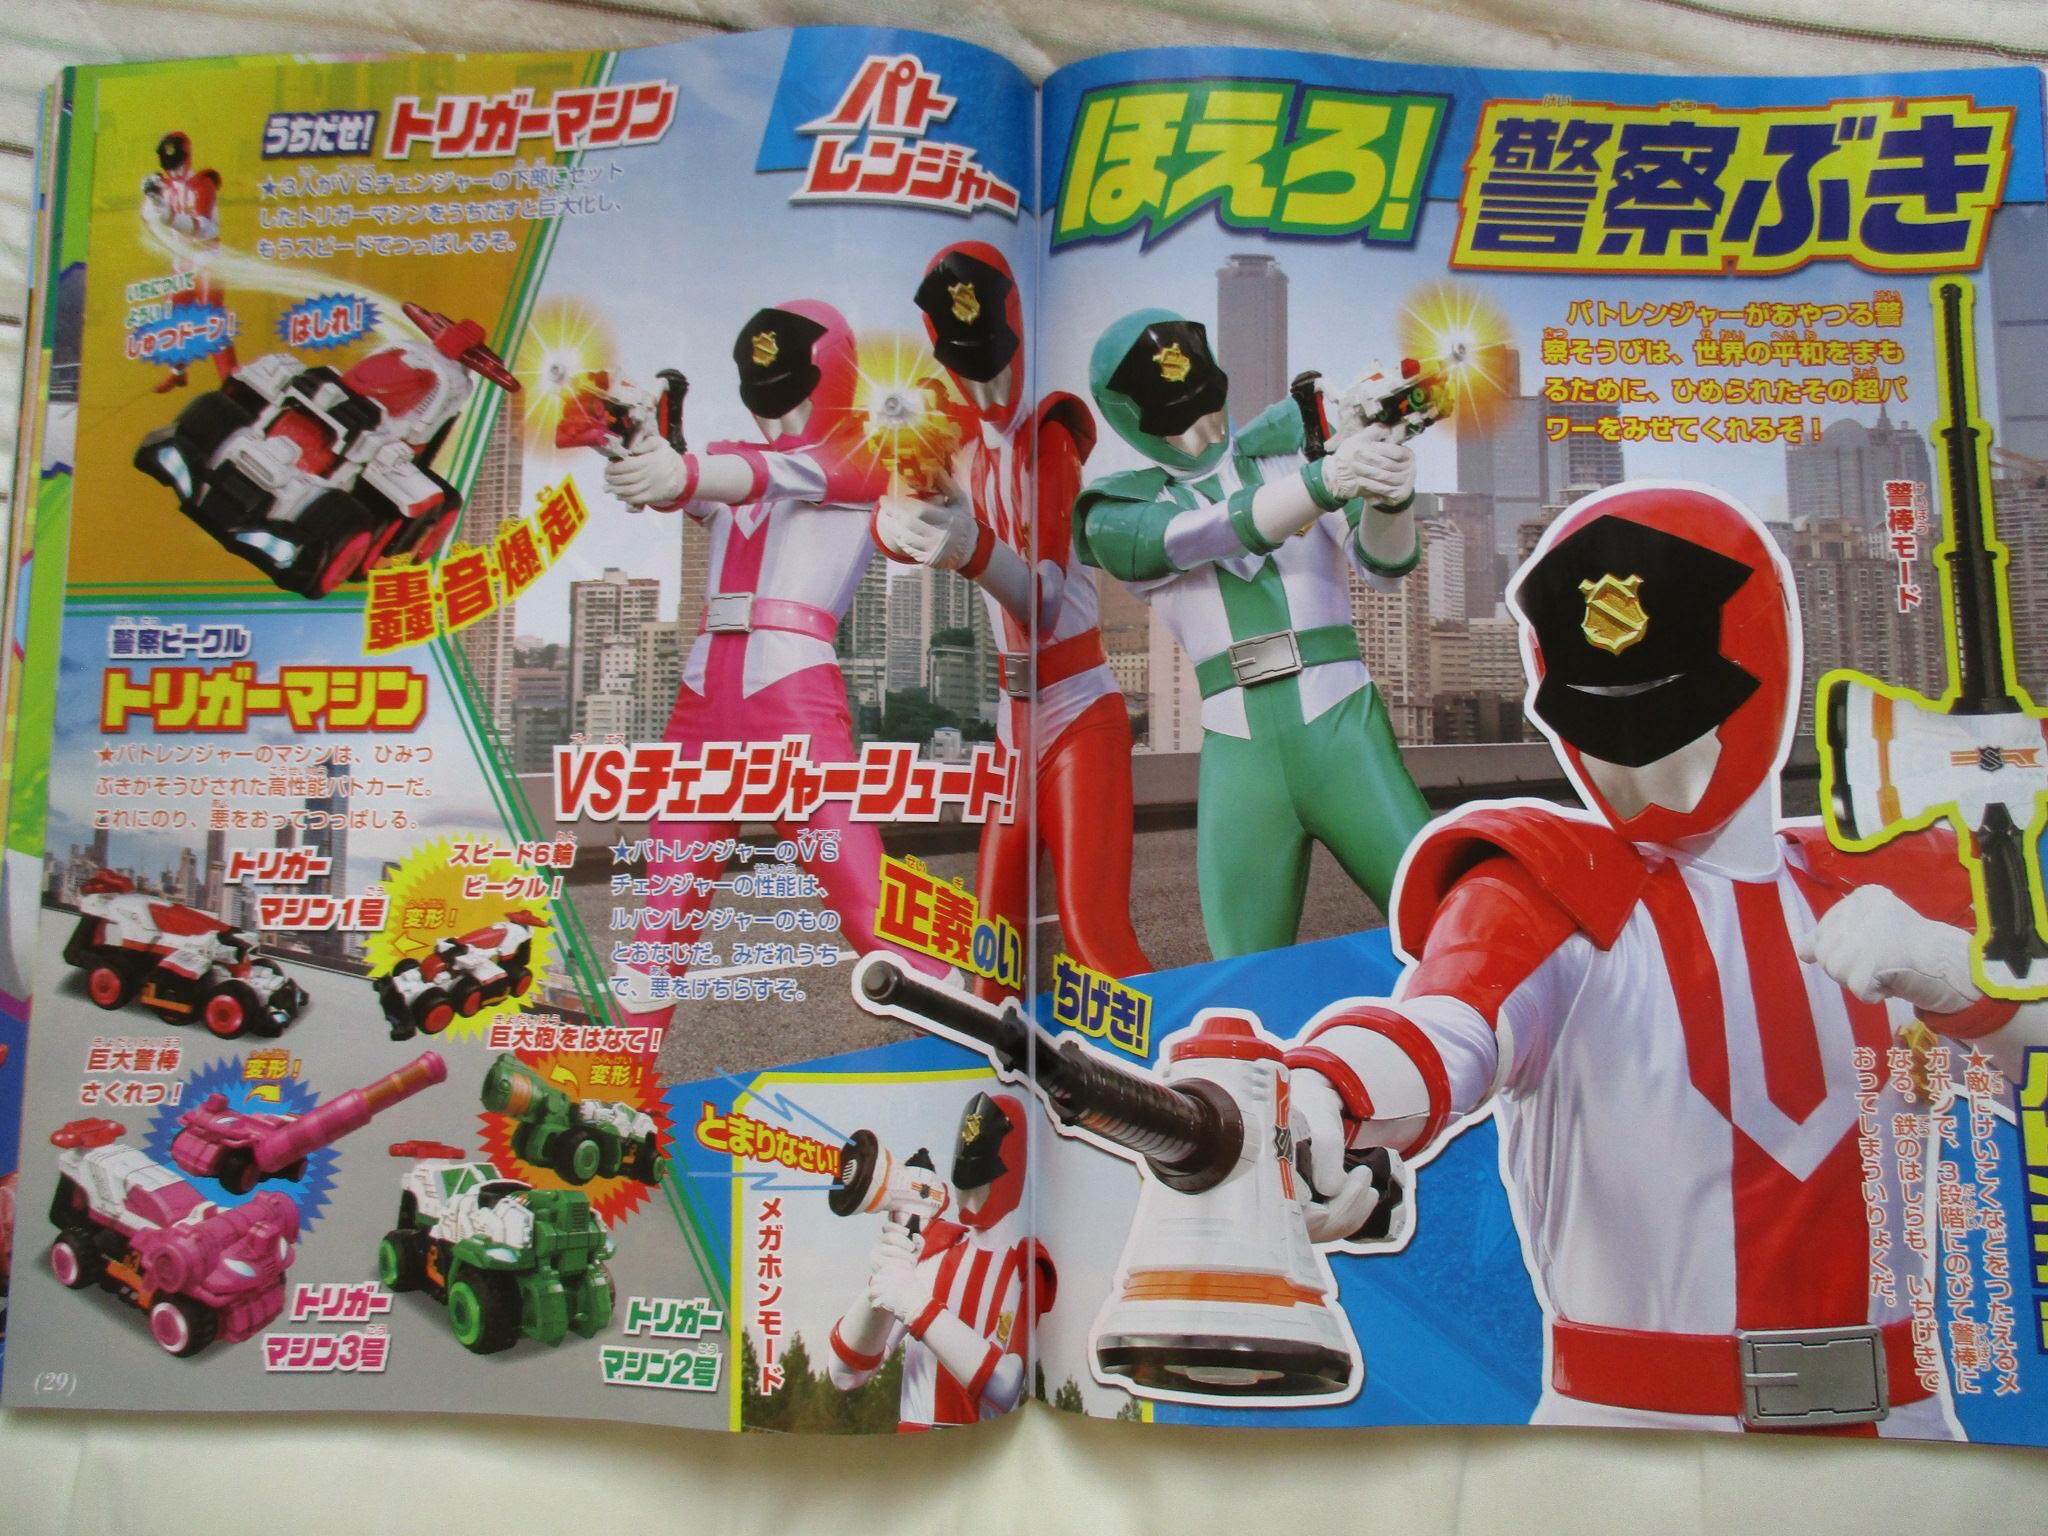 うちだせ!トリガーマシン
★3人がVSチェンジャーの下部にセット
したトリガーマシンをうちだすと巨大化し、
もうスピードでつっぱしるぞ。
いちについて
ようい!
しゅつドーン!
はしれ!
轟・音・爆・走!
警察ビークル
トリガーマシン
★パトレンジャーのマシンは、ひみつ
ぶきがそうびされた高性能パトカーだ。
これにのり、悪をおってつっぱしる。
トリガー
マシン1号
スピード6輪
ビークル!
変形!
巨大警棒
さくれつ!
変形!
トリガー
マシン3号
巨大砲をはなて!
変形!
トリガー
マシン2号
(29)
パト
レンジャー
VSチェンジャーシュート!
★パトレンジャーのVS
チェンジャーの性能は、
ルパンレンジャーのもの
とおなじだ。みだれうち
で、悪をけちらすぞ。
とまりなさい!
メガホンモード
ほえろ!警察ぶき
パトレンジャーがあやつる警
察そうびは、世界の平和をまも
るために、ひめられたその超パ
ワーをみせてくれるぞ!
警棒モード
正義のいちげき!
★敵にけいこくなどをつたえるメ
ガホンで、3段階にのびて警棒に
なる。鉄のはしらも、いちげきで
おってしまういりょくだ。